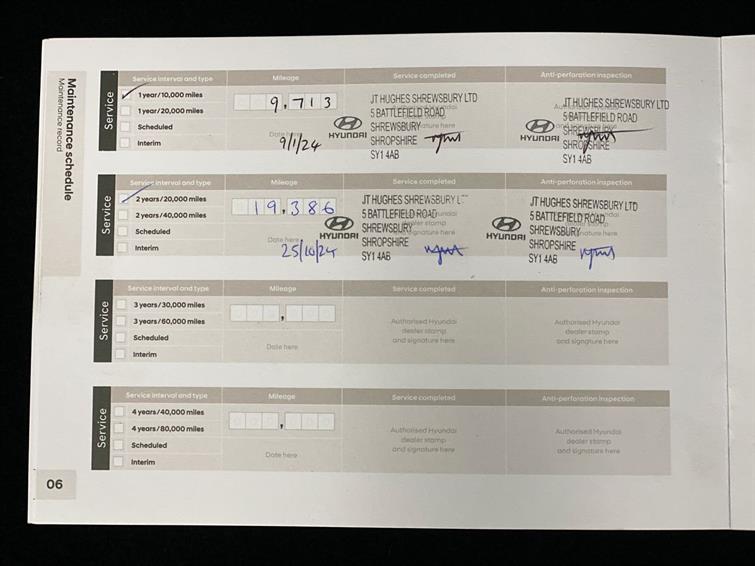 Maintenance schedule
Maintenance record
Service
Service interval and type Mileage Service completed Anti-perforation inspection
1 year/10,000 miles
1 year/20,000 miles
Scheduled
Interim
9,713
Date here
9/1/24
HYUNDAI
JT HUGHES SHREWSBURY LTD
5 BATTLEFIELD ROAD
SHREWSBURY
SHROPSHIRE
SY1 4AB
HYUNDAI
JT HUGHES SHREWSBURY LTD
5 BATTLEFIELD ROAD
SHREWSBURY
SHROPSHIRE
SY1 4AB
Service
Service interval and type Mileage Service completed Anti-perforation inspection
2 years/20,000 miles
2 years/40,000 miles
Scheduled
Interim
19,386
Date here
25/10/24
HYUNDAI
JT HUGHES SHREWSBURY LT
5 BATTLEFIELD ROAD
SHREWSBURY
SHROPSHIRE
SY1 4AB
HYUNDAI
JT HUGHES SHREWSBURY LTD
5 BATTLEFIELD ROAD
SHREWSBURY
SHROPSHIRE
SY1 4AB
Service
Service interval and type Mileage Service completed Anti-perforation inspection
3 years/30,000 miles
3 years/60,000 miles
Scheduled
Interim
,
Date here
Authorised Hyundai
dealer stamp
and signature here
Authorised Hyundai
dealer stamp
and signature here
Service
Service interval and type Mileage Service completed Anti-perforation inspection
4 years/40,000 miles
4 years/80,000 miles
Scheduled
Interim
,
Date here
Authorised Hyundai
dealer stamp
and signature here
Authorised Hyundai
dealer stamp
and signature here
06